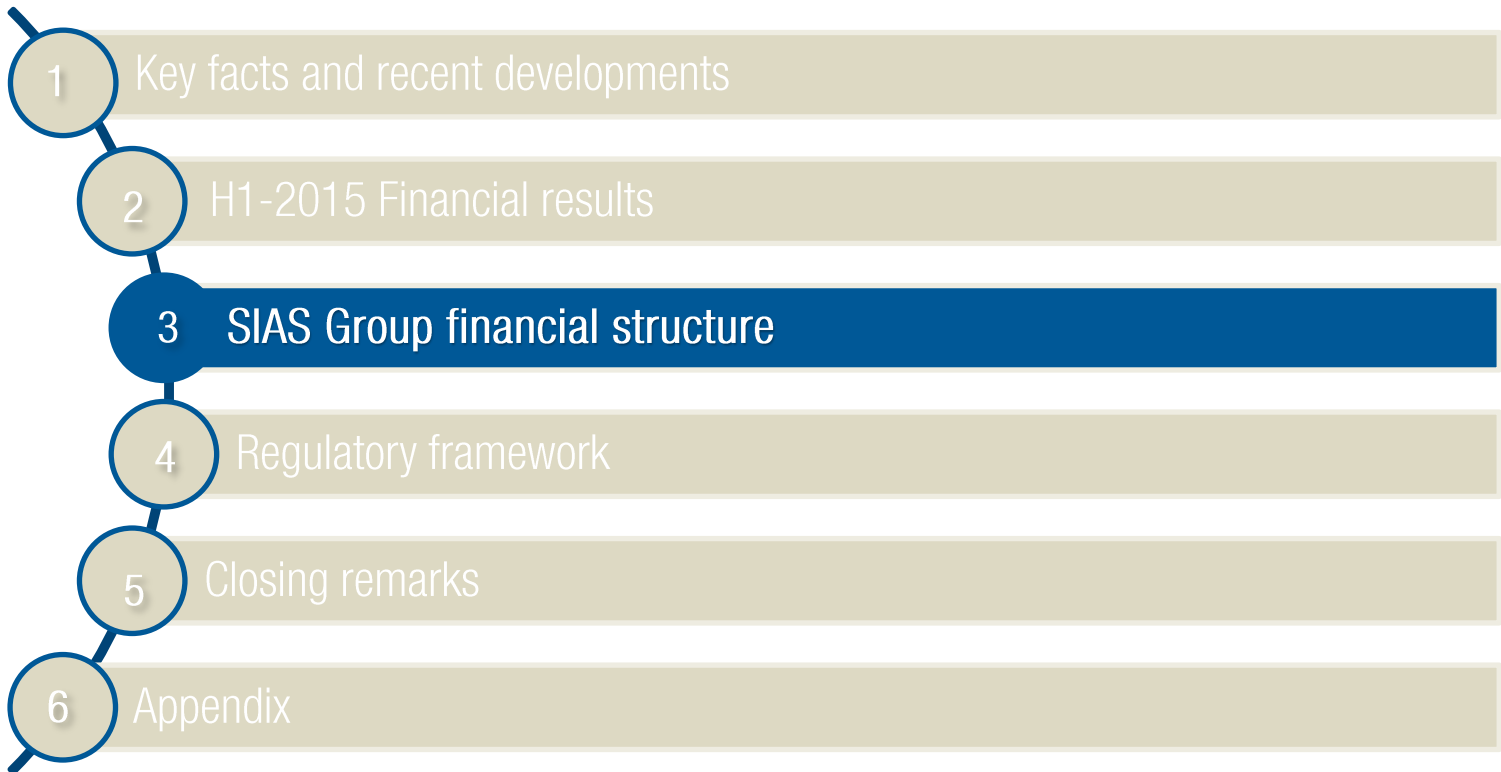 1 Key facts and recent developments
2 H1-2015 Financial results
3 SIAS Group financial structure
4 Regulatory framework
5 Closing remarks
6 Appendix